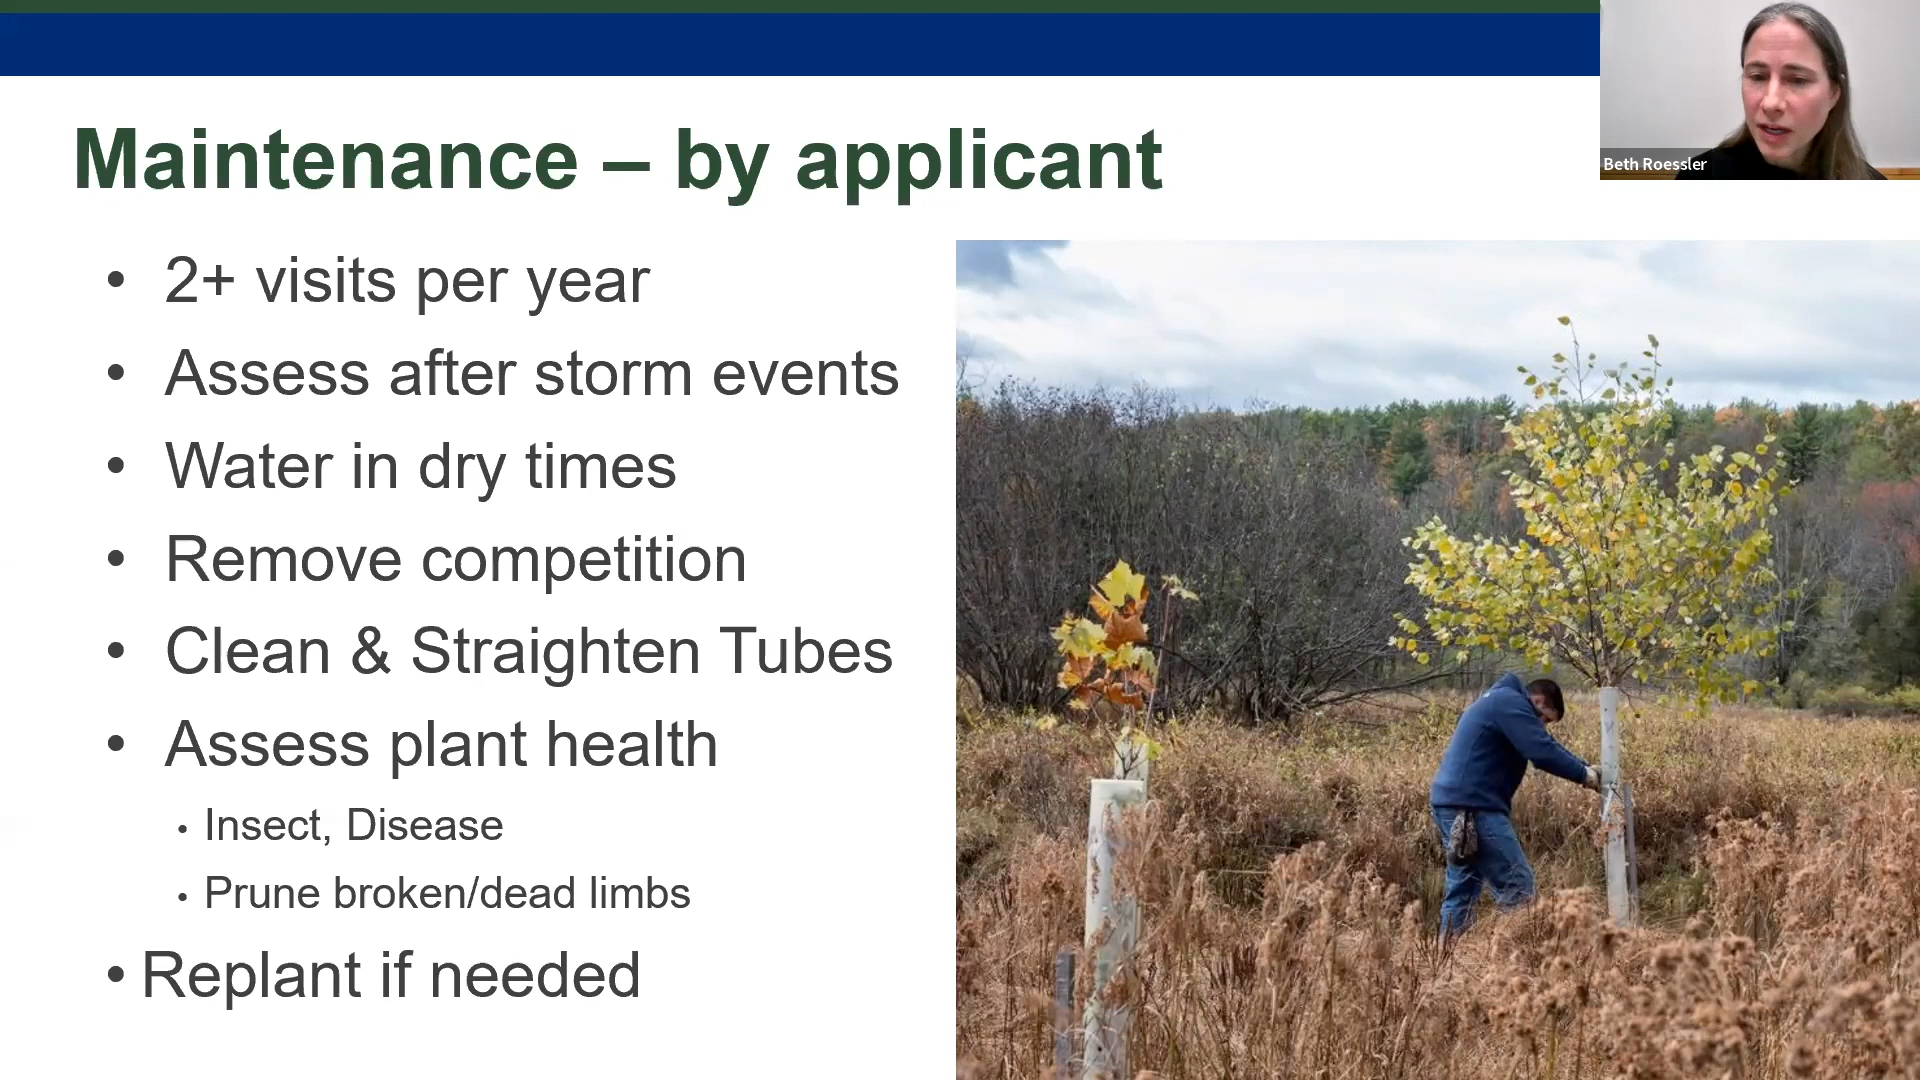 Beth Roessler
Maintenance – by applicant
• 2+ visits per year
• Assess after storm events
• Water in dry times
• Remove competition
• Clean & Straighten Tubes
• Assess plant health
• Insect, Disease
• Prune broken/dead limbs
• Replant if needed